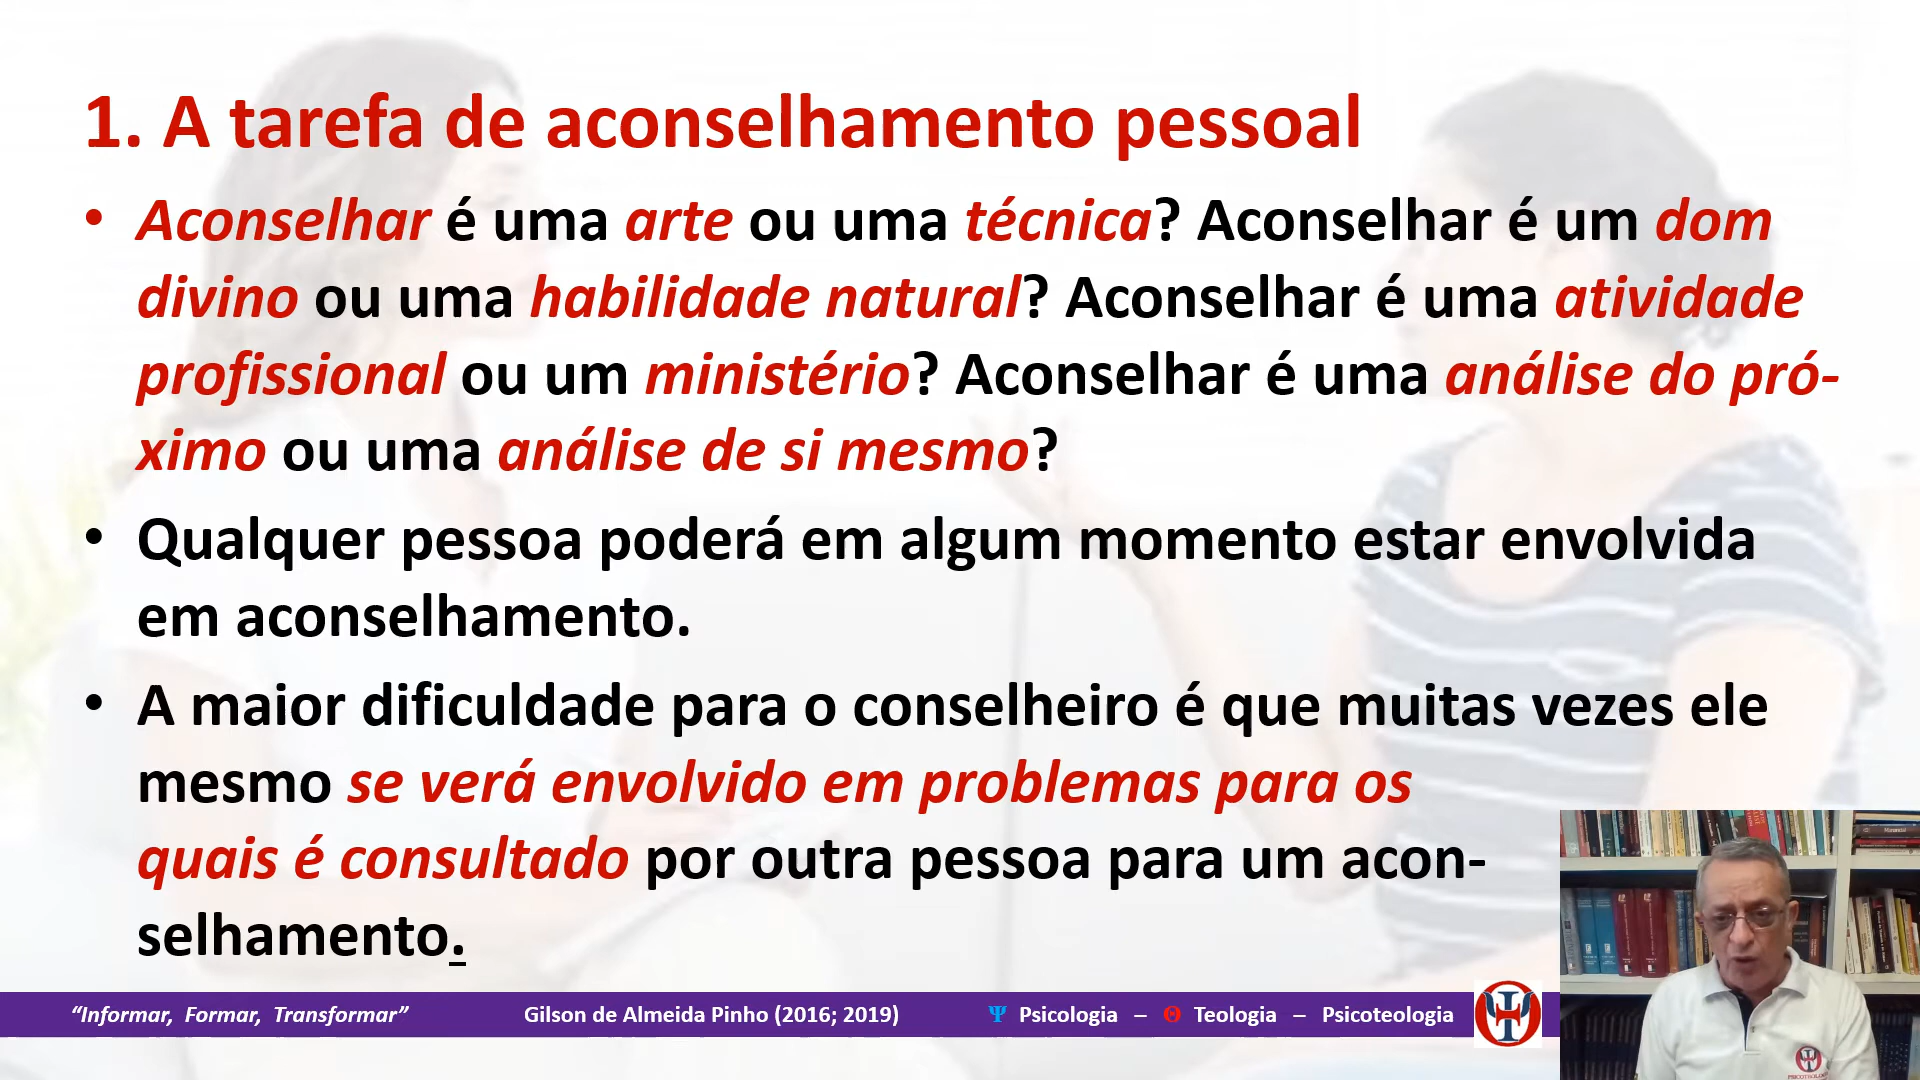 1. A tarefa de aconselhamento pessoal
• Aconselhar é uma arte ou uma técnica? Aconselhar é um dom
divino ou uma habilidade natural? Aconselhar é uma atividade
profissional ou um ministério? Aconselhar é uma análise do pró-
ximo ou uma análise de si mesmo?
• Qualquer pessoa poderá em algum momento estar envolvida
em aconselhamento.
• A maior dificuldade para o conselheiro é que muitas vezes ele
mesmo se verá envolvido em problemas para os
quais é consultado por outra pessoa para um acon-
selhamento.
“Informar, Formar, Transformar” Gilson de Almeida Pinho (2016; 2019) Ψ Psicologia – Θ Teologia – Psicoteologia